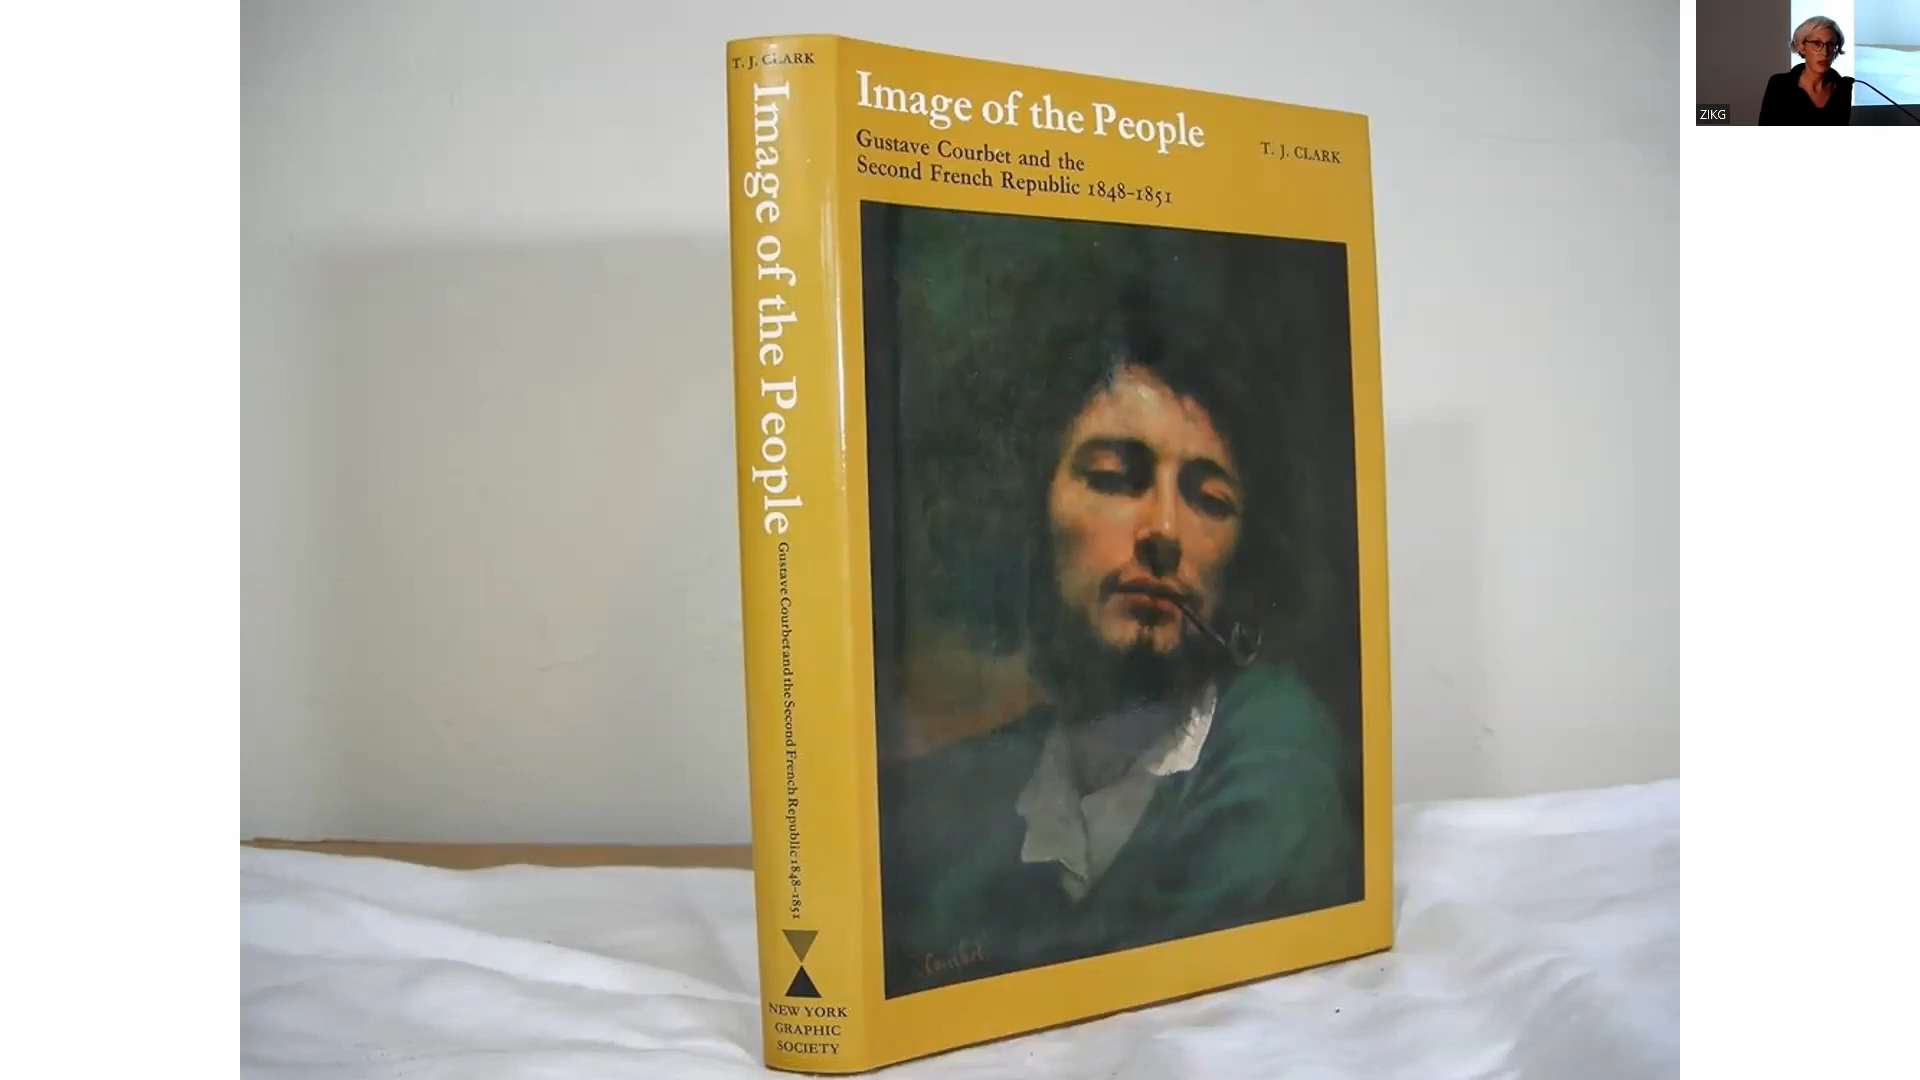 T. J. CLARK
Image of the People
Gustave Courbet and the Second French Republic 1848–1851
NEW YORK
GRAPHIC
SOCIETY
Image of the People
Gustave Courbet and the
Second French Republic 1848–1851
T. J. CLARK
Courbet
ZIKG